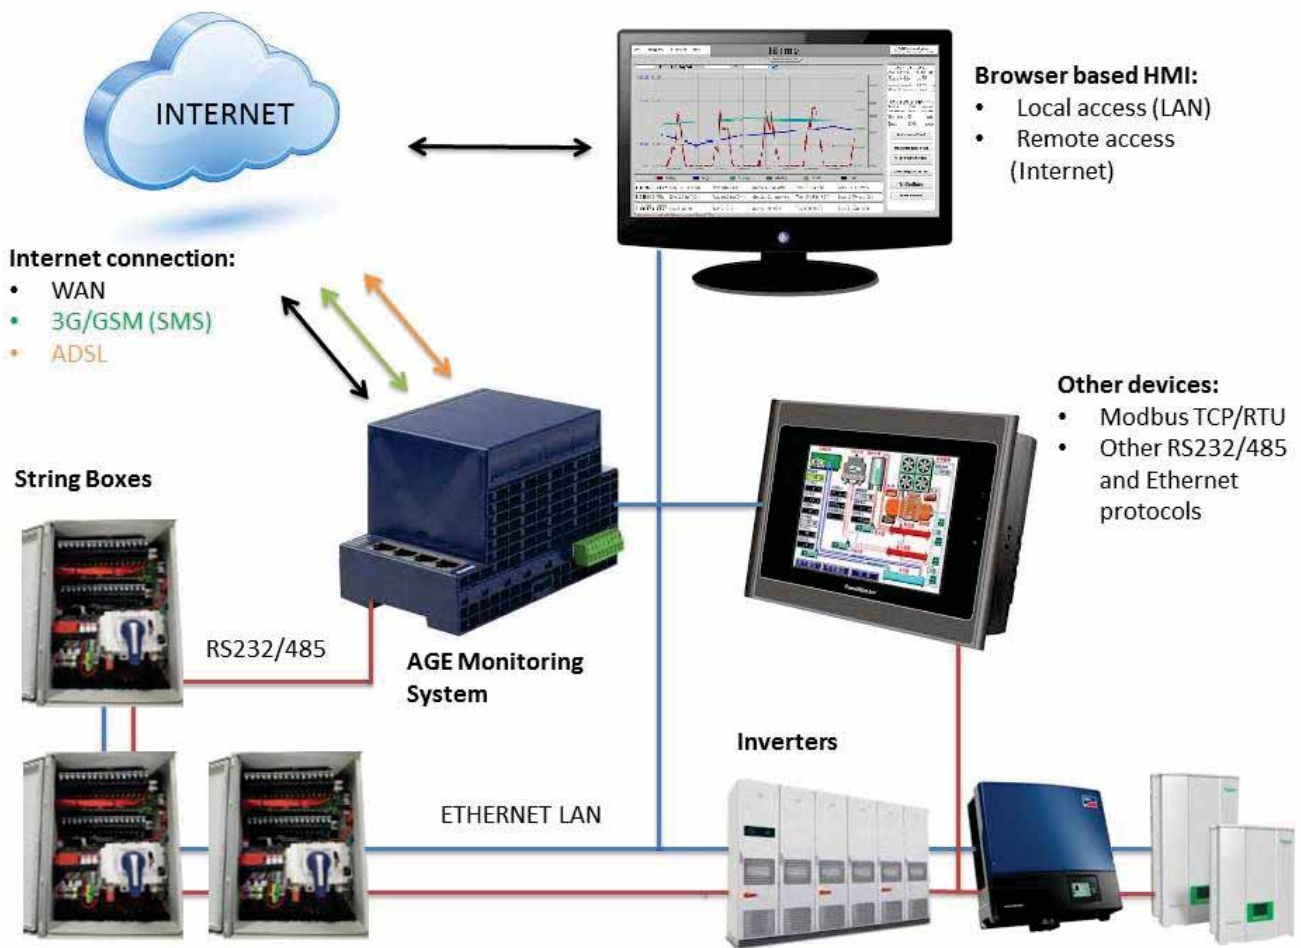 INTERNET
Browser based HMI:
• Local access (LAN)
• Remote access
(Internet)
Internet connection:
• WAN
• 3G/GSM (SMS)
• ADSL
Other devices:
• Modbus TCP/RTU
• Other RS232/485
and Ethernet
protocols
String Boxes
RS232/485
AGE Monitoring
System
Inverters
ETHERNET LAN